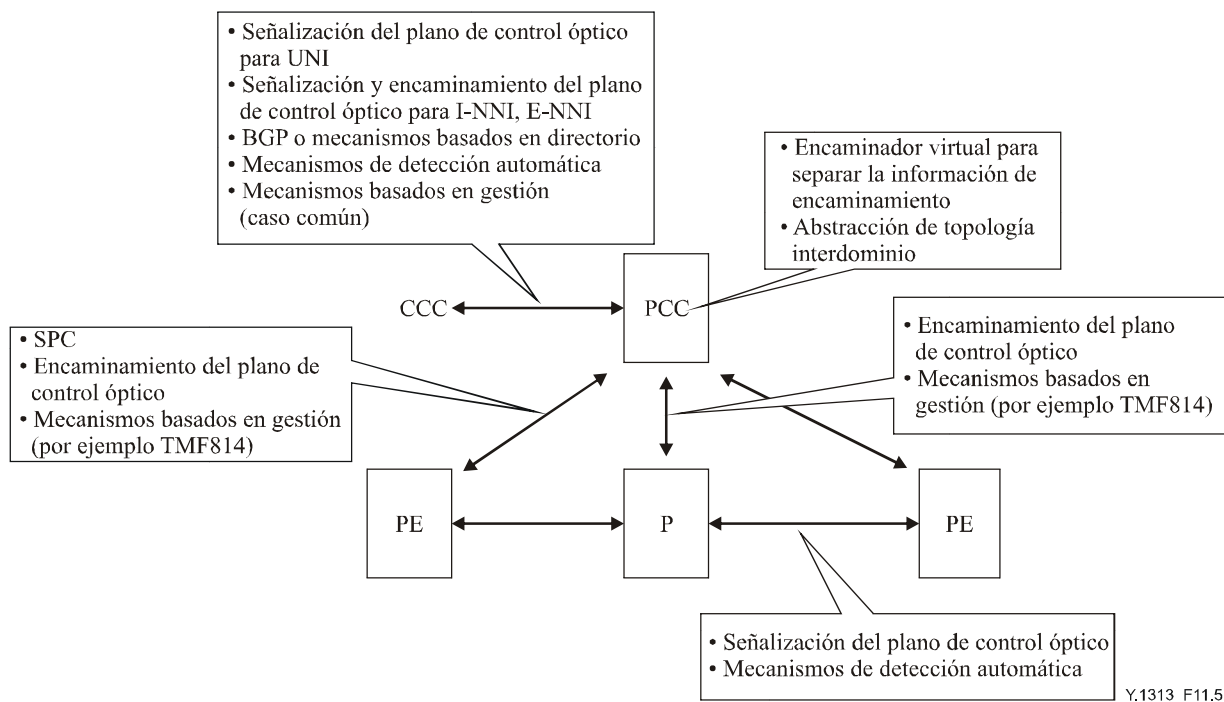 • Señalización del plano de control óptico
para UNI
• Señalización y encaminamiento del plano
de control óptico para I-NNI, E-NNI
• BGP o mecanismos basados en directorio
• Mecanismos de detección automática
• Mecanismos basados en gestión
(caso común)
• Encaminador virtual para
separar la información de
encaminamiento
• Abstracción de topología
interdominio
CCC
PCC
• SPC
• Encaminamiento del plano de
control óptico
• Mecanismos basados en gestión
(por ejemplo TMF814)
• Encaminamiento del plano
de control óptico
• Mecanismos basados en
gestión (por ejemplo TMF814)
PE
P
PE
• Señalización del plano de control óptico
• Mecanismos de detección automática
Y.1313_F11.5